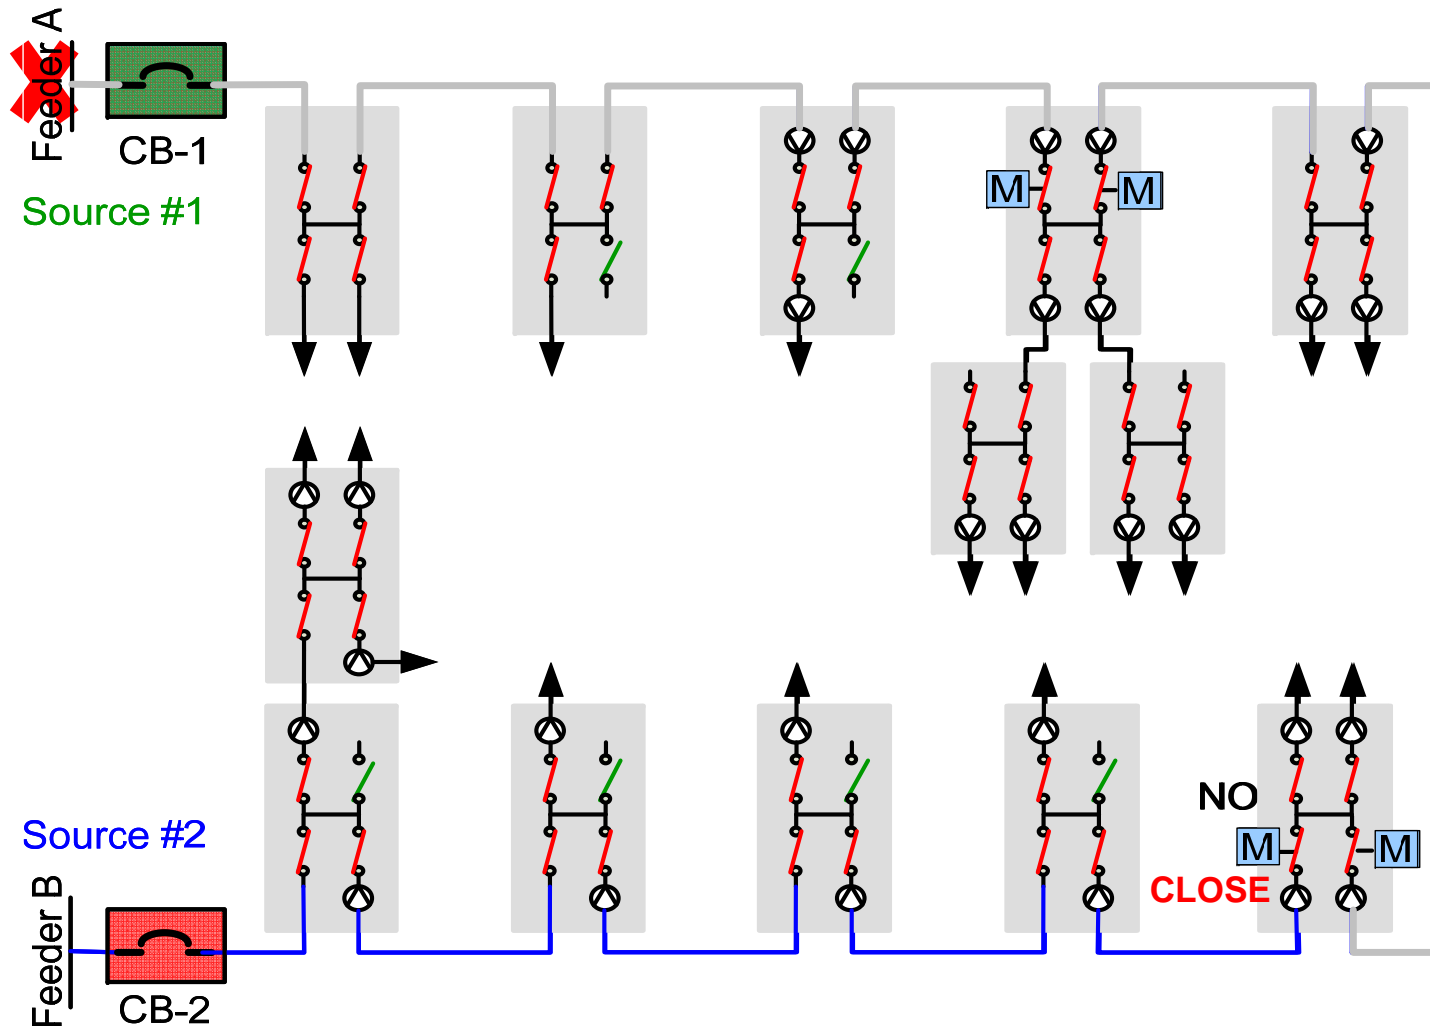 Feeder A
CB-1
Source #1
M
M
NO
Source #2
M
M
CLOSE
Feeder B
CB-2